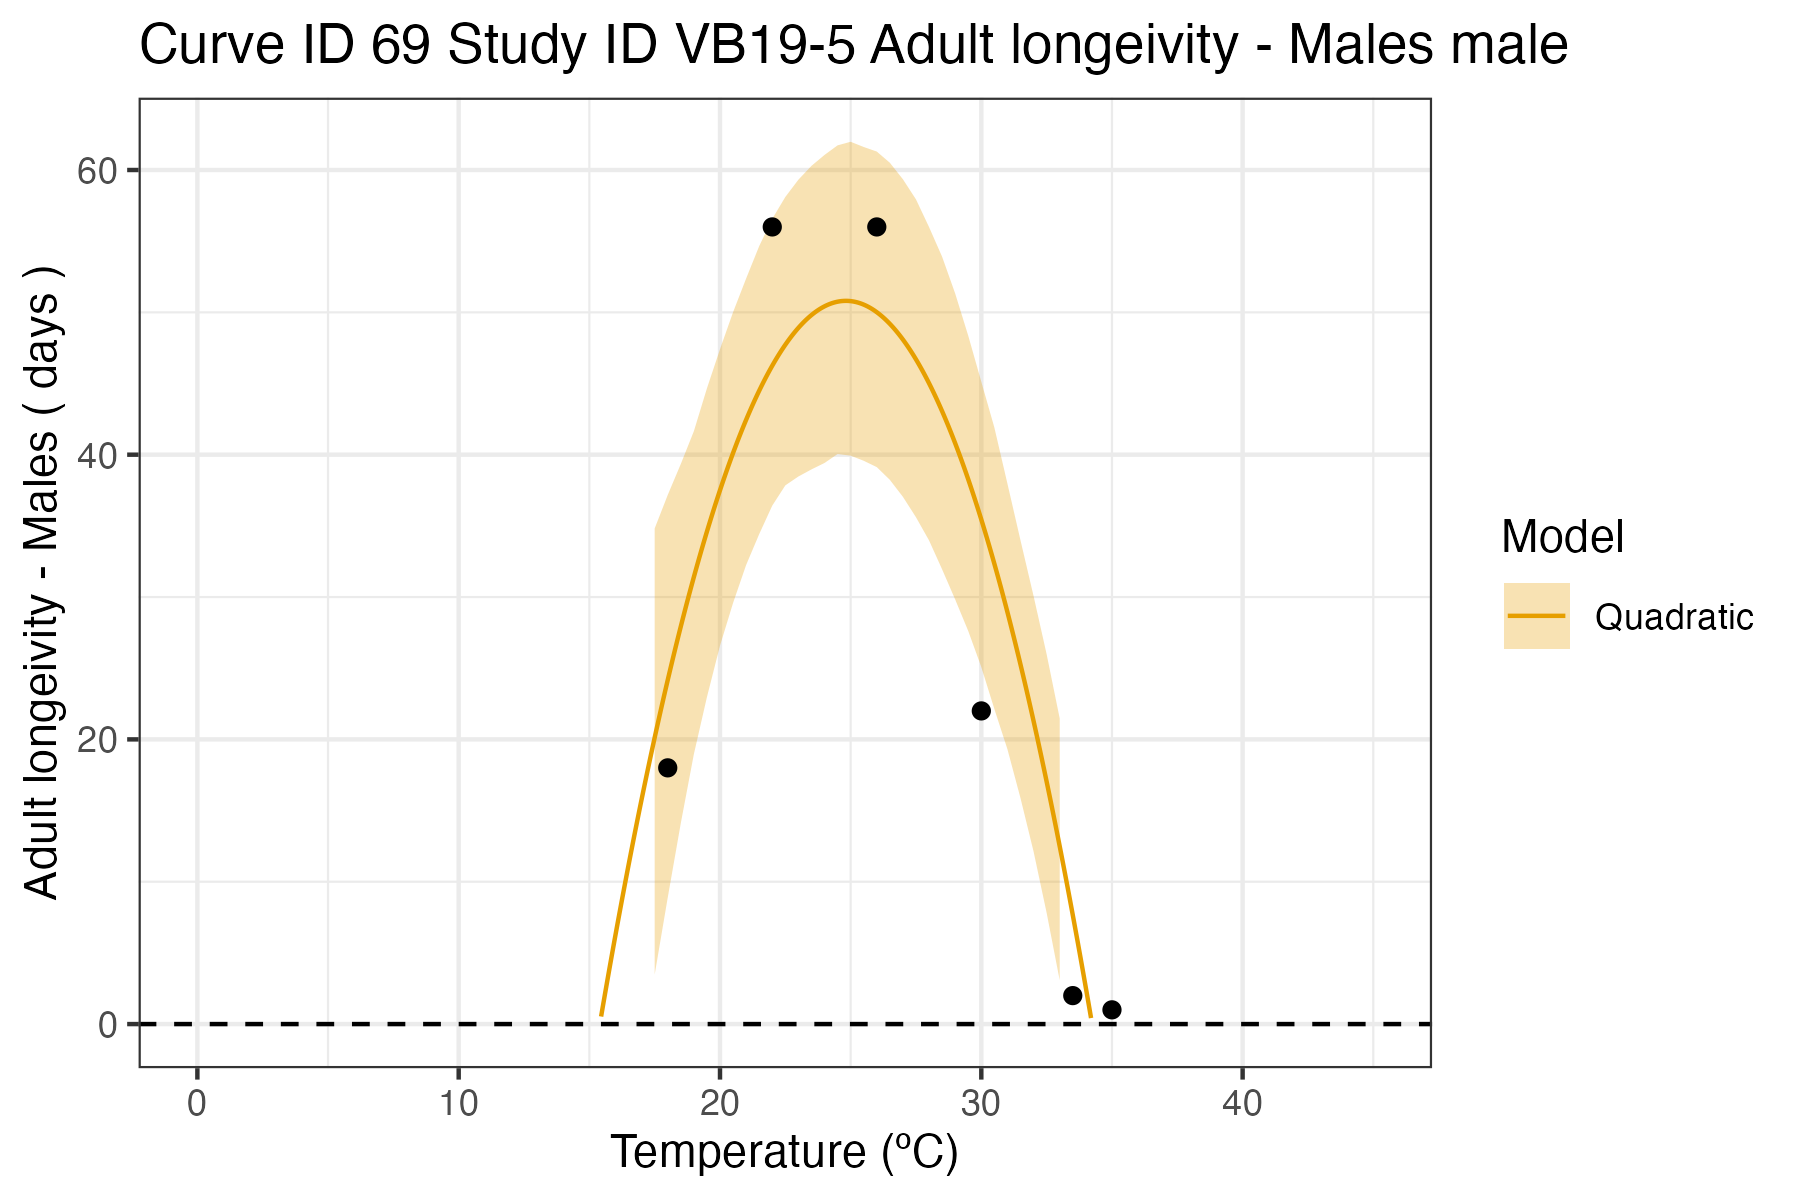 Curve ID 69 Study ID VB19-5 Adult longeivity - Males male
Adult longeivity - Males ( days )
60
40
20
0
0
10
20
30
40
Temperature (ºC)
Model
Quadratic